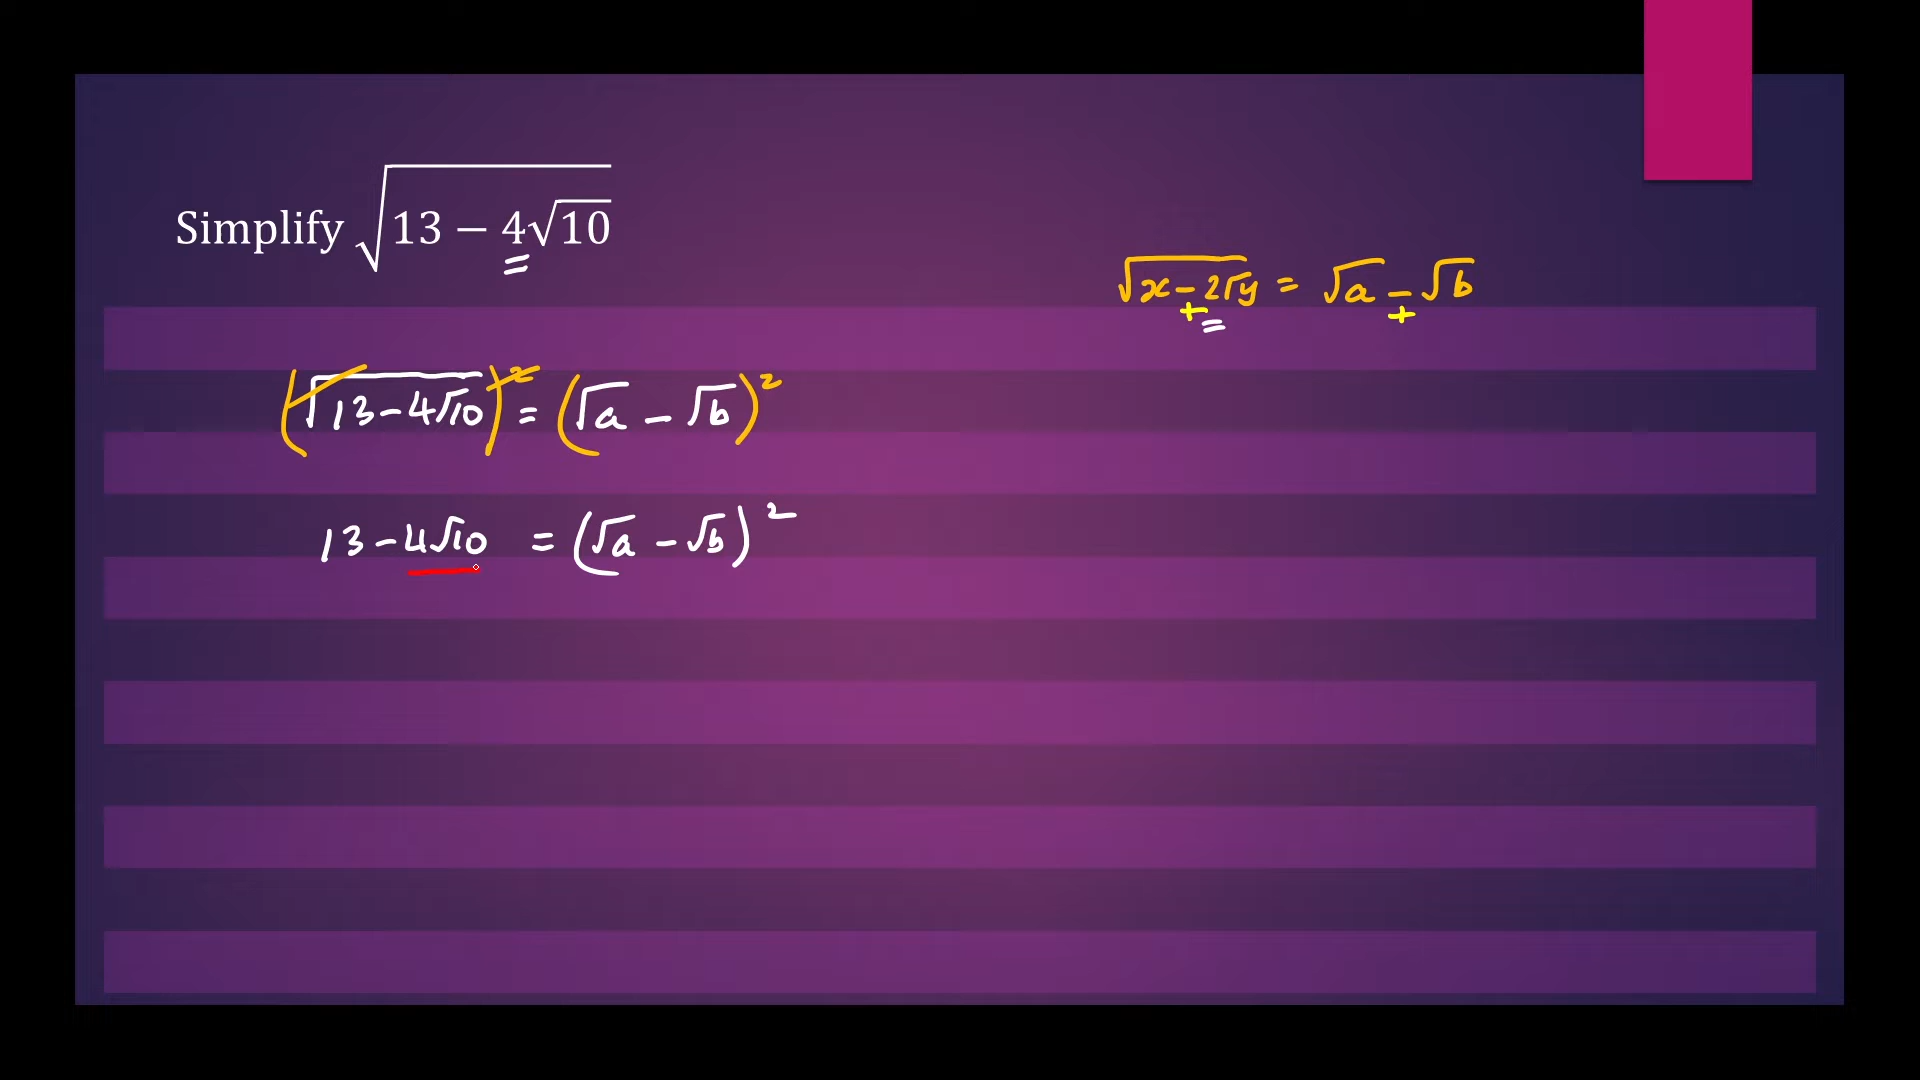 Simplify √(13 − 4√10)
√(x − 2√y) = √a − √b
+ +
(√(13 − 4√10))² = (√a − √b)²
13 − 4√10 = (√a − √b)²